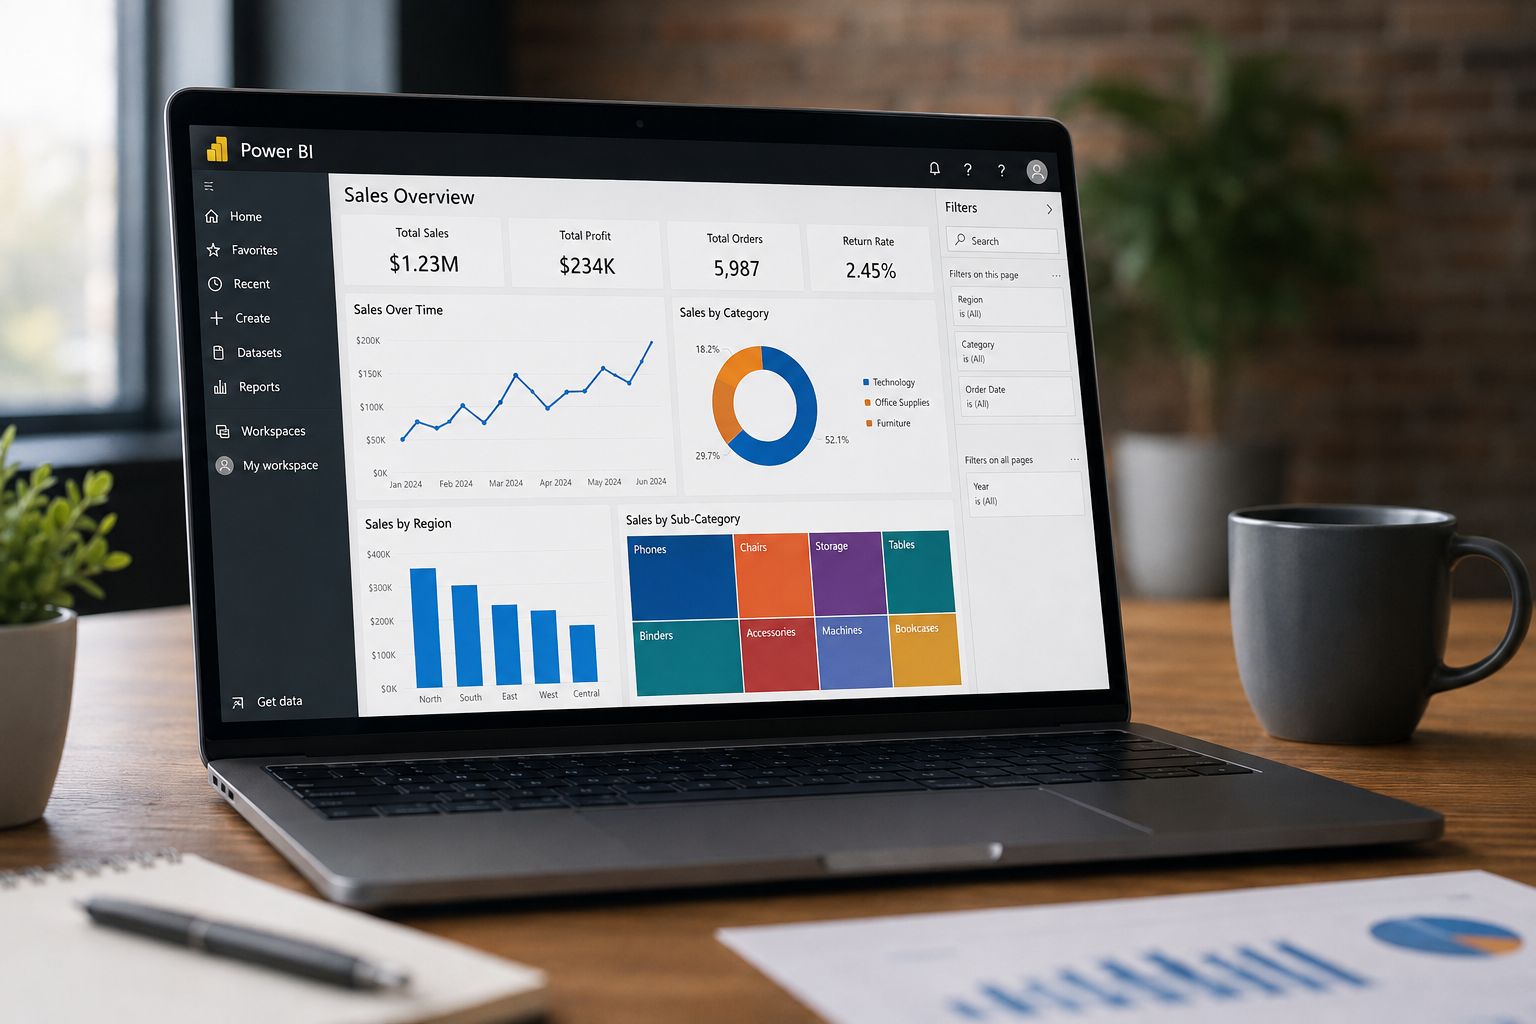 Power BI
? ?
Home
Favorites
Recent
Create
Datasets
Reports
Workspaces
My workspace
Get data
Sales Overview
Total Sales
$1.23M
Total Profit
$234K
Total Orders
5,987
Return Rate
2.45%
Sales Over Time
$200K
$150K
$100K
$50K
$0K
Jan 2024 Feb 2024 Mar 2024 Apr 2024 May 2024 Jun 2024
Sales by Category
18.2%
29.7%
52.1%
Technology
Office Supplies
Furniture
Sales by Region
$400K
$300K
$200K
$100K
$0K
North South East West Central
Sales by Sub-Category
Phones Chairs Storage Tables
Binders Accessories Machines Bookcases
Filters
Search
Filters on this page ...
Region
is (All)
Category
is (All)
Order Date
is (All)
Filters on all pages ...
Year
is (All)